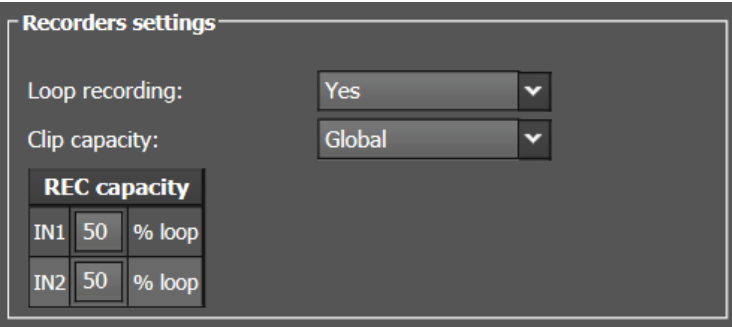 Recorders settings
Loop recording: Yes
Clip capacity: Global
REC capacity
IN1 50 % loop
IN2 50 % loop